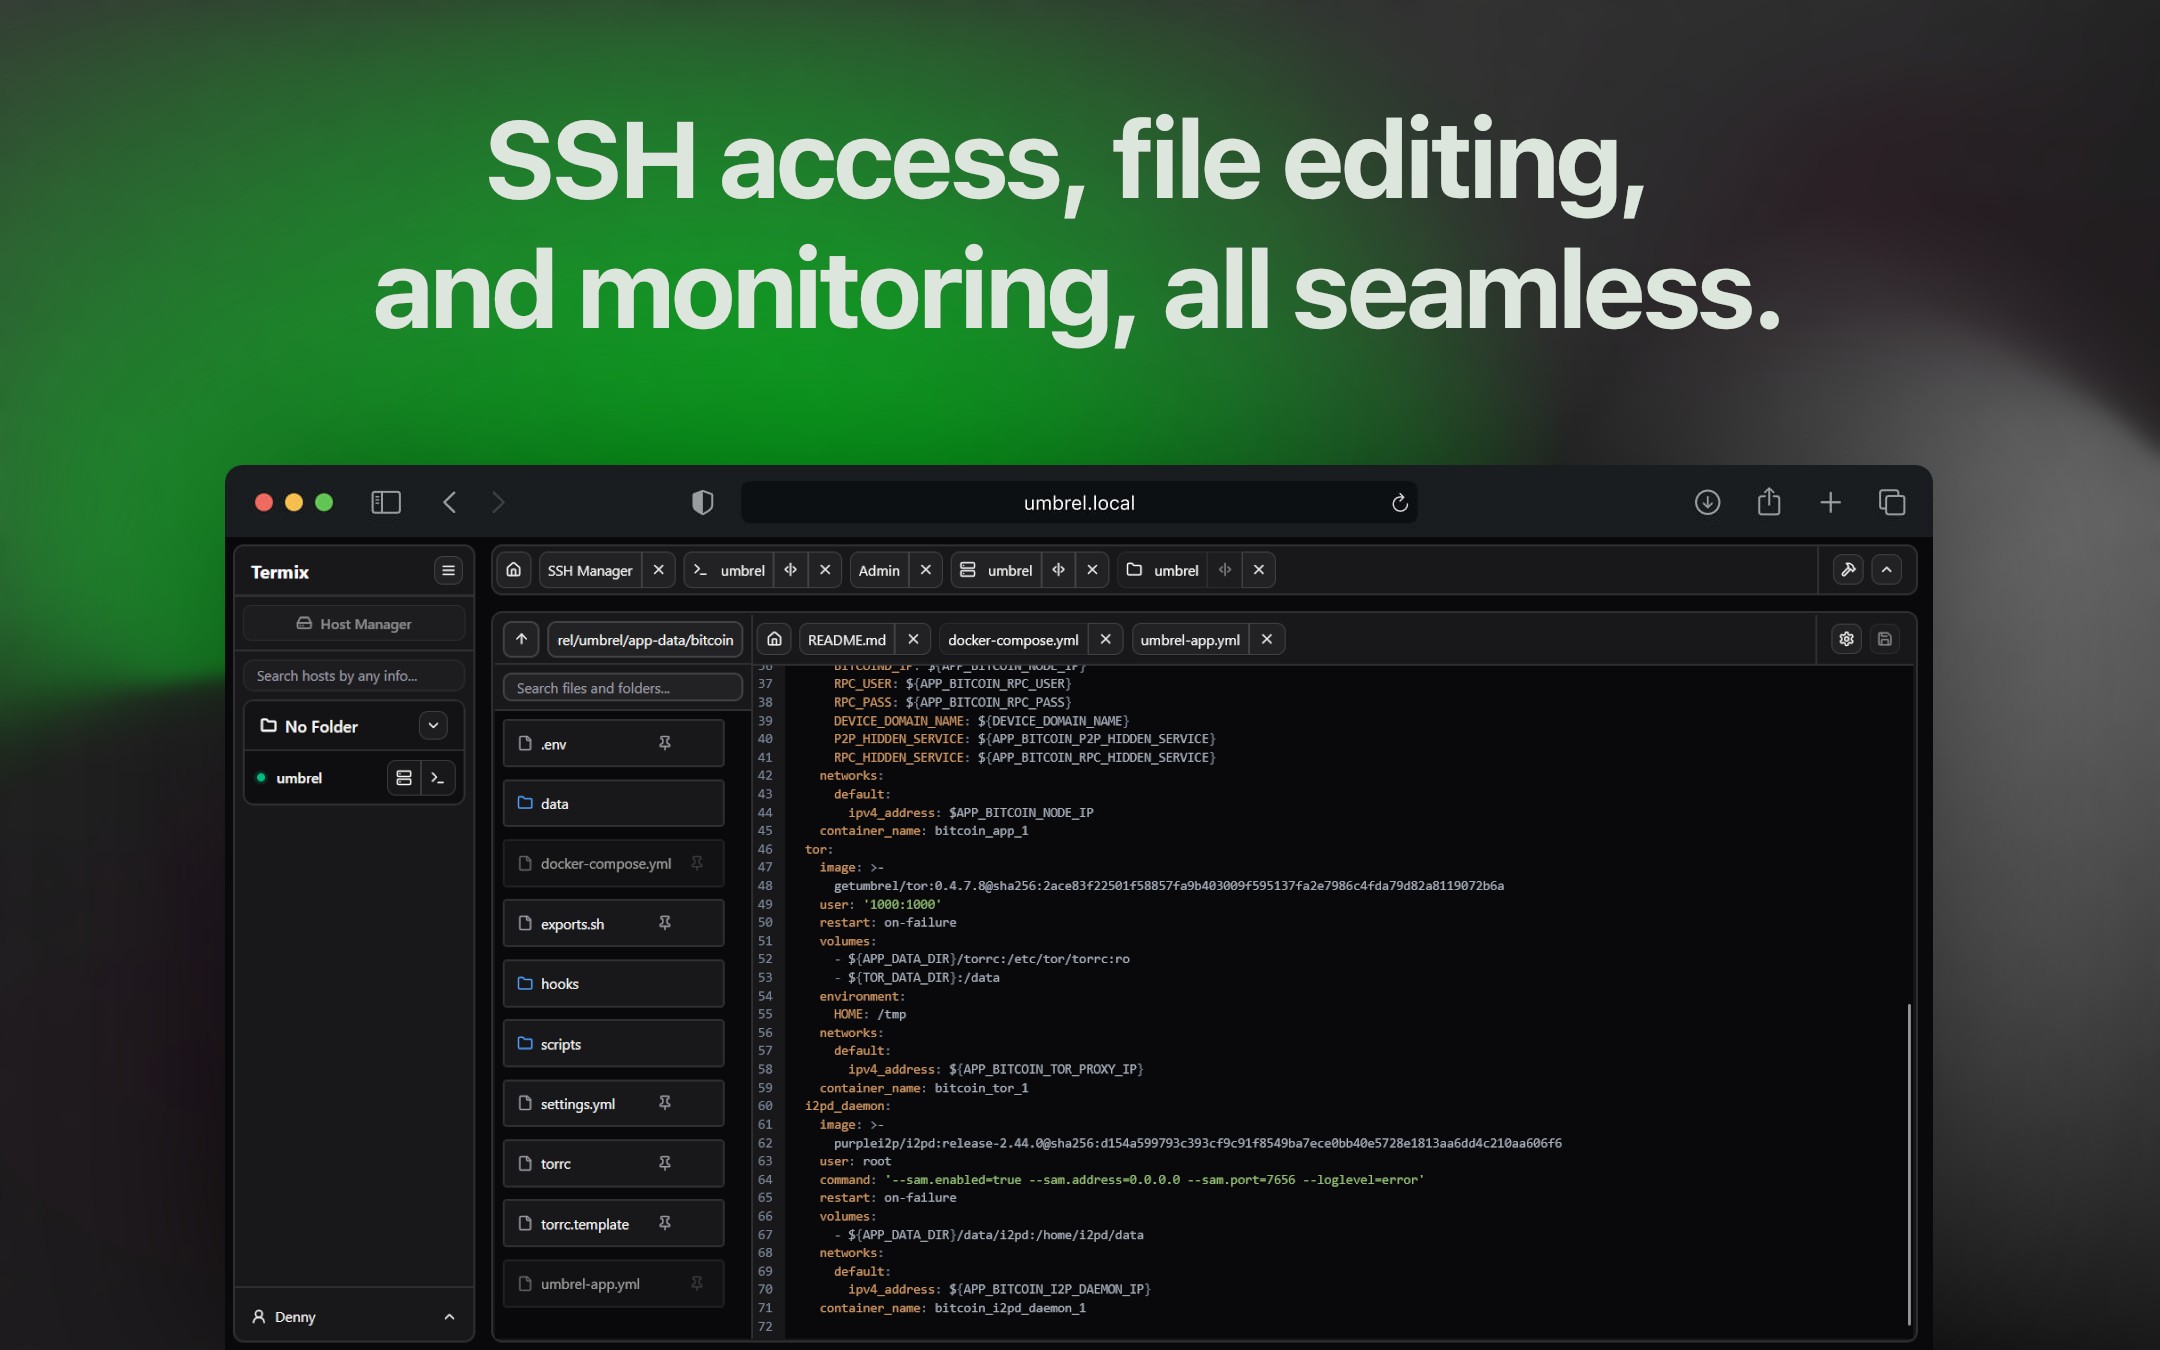 SSH access, file editing,
and monitoring, all seamless.
umbrel.local
Termix
SSH Manager
umbrel
Admin
umbrel
umbrel
Host Manager
Search hosts by any info...
No Folder
umbrel
Denny
rel/umbrel/app-data/bitcoin
README.md
docker-compose.yml
umbrel-app.yml
Search files and folders...
.env
data
docker-compose.yml
exports.sh
hooks
scripts
settings.yml
torrc
torrc.template
umbrel-app.yml
36 BITCOIND_IP: ${APP_BITCOIN_NODE_IP}
37 RPC_USER: ${APP_BITCOIN_RPC_USER}
38 RPC_PASS: ${APP_BITCOIN_RPC_PASS}
39 DEVICE_DOMAIN_NAME: ${DEVICE_DOMAIN_NAME}
40 P2P_HIDDEN_SERVICE: ${APP_BITCOIN_P2P_HIDDEN_SERVICE}
41 RPC_HIDDEN_SERVICE: ${APP_BITCOIN_RPC_HIDDEN_SERVICE}
42 networks:
43 default:
44 ipv4_address: $APP_BITCOIN_NODE_IP
45 container_name: bitcoin_app_1
46 tor:
47 image: >-
48 getumbrel/tor:0.4.7.8@sha256:2ace83f22501f58857fa9b403009f595137fa2e7986c4fda79d82a8119072b6a
49 user: '1000:1000'
50 restart: on-failure
51 volumes:
52 - ${APP_DATA_DIR}/torrc:/etc/tor/torrc:ro
53 - ${TOR_DATA_DIR}:/data
54 environment:
55 HOME: /tmp
56 networks:
57 default:
58 ipv4_address: ${APP_BITCOIN_TOR_PROXY_IP}
59 container_name: bitcoin_tor_1
60 i2pd_daemon:
61 image: >-
62 purplei2p/i2pd:release-2.44.0@sha256:d154a599793c393cf9c91f8549ba7ece0bb40e5728e1813aa6dd4c210aa606f6
63 user: root
64 command: '--sam.enabled=true --sam.address=0.0.0.0 --sam.port=7656 --loglevel=error'
65 restart: on-failure
66 volumes:
67 - ${APP_DATA_DIR}/data/i2pd:/home/i2pd/data
68 networks:
69 default:
70 ipv4_address: ${APP_BITCOIN_I2P_DAEMON_IP}
71 container_name: bitcoin_i2pd_daemon_1
72